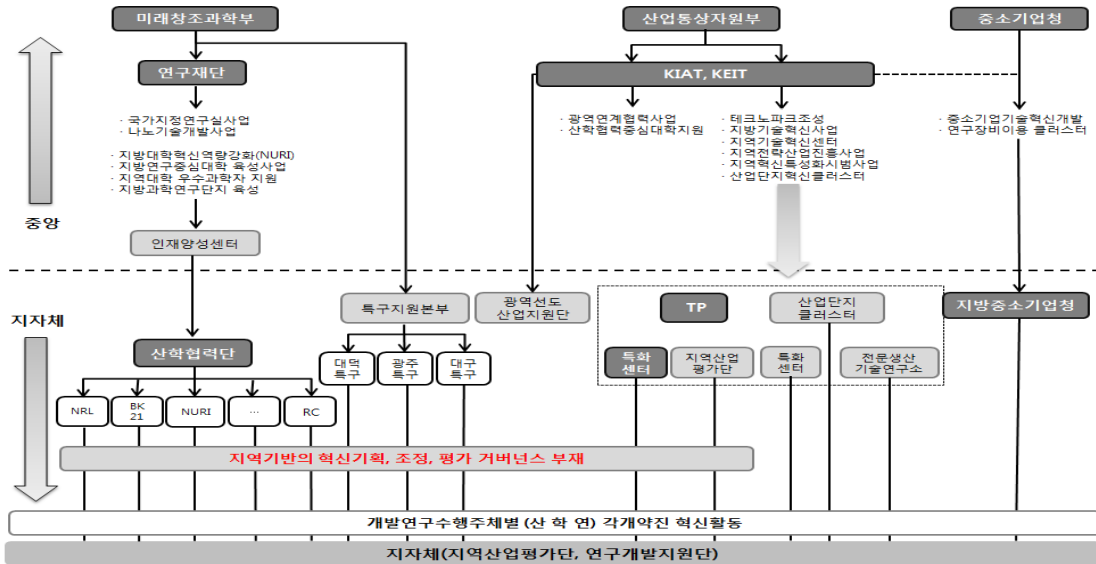 미래창조과학부
산업통상자원부
중소기업청
연구재단
KIAT, KEIT
· 국가지정연구실사업
· 나노기술개발사업
· 지방대학혁신역량강화(NURI)
· 지방연구중심대학 육성사업
· 지역대학 우수과학자 지원
· 지방과학연구단지 육성
· 광역연계협력사업
· 산학협력중심대학지원
· 테크노파크조성
· 지방기술혁신사업
· 지역기술혁신센터
· 지역전략산업진흥사업
· 지역혁신특성화시범사업
· 산업단지혁신클러스터
· 중소기업기술혁신개발
· 연구장비이용 클러스터
중앙
인재양성센터
지자체
특구지원본부
광역선도
산업지원단
TP
산업단지
클러스터
지방중소기업청
산학협력단
대덕
특구
광주
특구
대구
특구
특화
센터
지역산업
평가단
특화
센터
전문생산
기술연구소
NRL
BK
21
NURI
...
RC
지역기반의 혁신기획, 조정, 평가 거버넌스 부재
개발연구수행주체별 (산 학 연) 각개약진 혁신활동
지자체(지역산업평가단, 연구개발지원단)